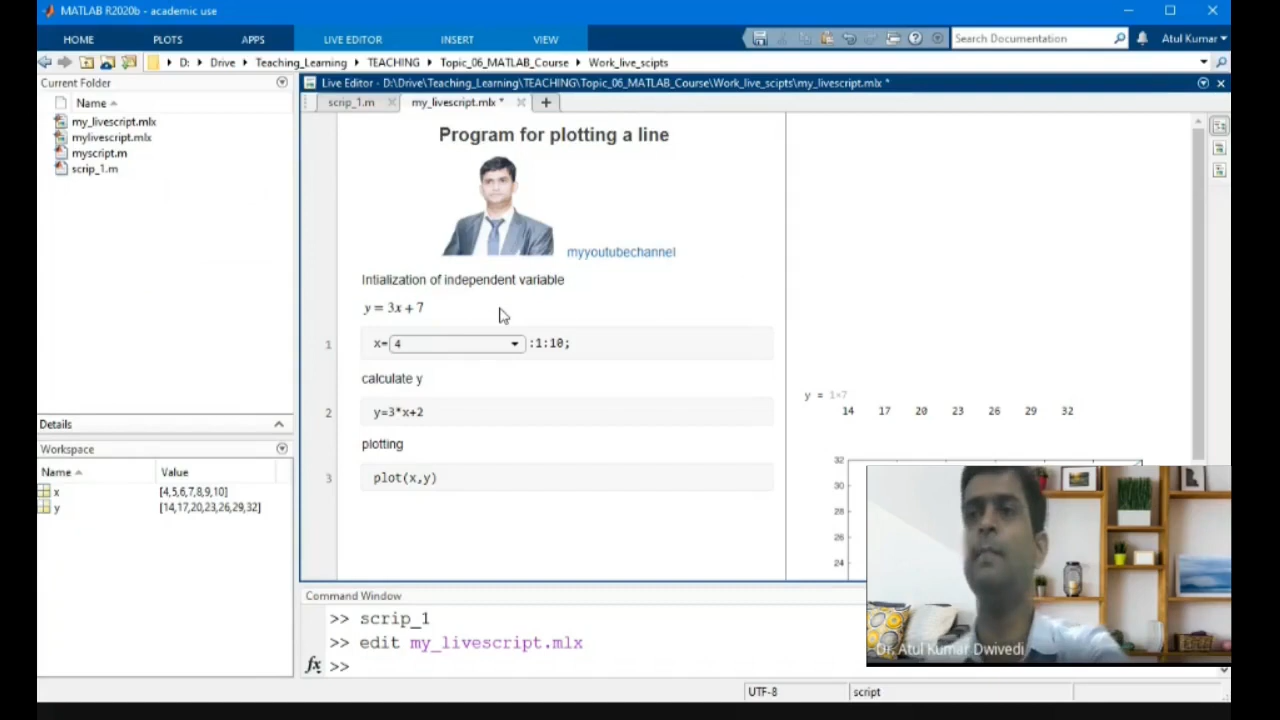 MATLAB R2020b - academic use
HOME PLOTS APPS LIVE EDITOR INSERT VIEW Search Documentation Atul Kumar
D: Drive Teaching_Learning TEACHING Topic_06_MATLAB_Course Work_live_scipts
Current Folder
Name
my_livescript.mlx
mylivescript.mlx
myscript.m
scrip_1.m
Details
Workspace
Name Value
x [4,5,6,7,8,9,10]
y [14,17,20,23,26,29,32]
Live Editor - D:\Drive\Teaching_Learning\TEACHING\Topic_06_MATLAB_Course\Work_live_scipts\my_livescript.mlx *
scrip_1.m my_livescript.mlx *
Program for plotting a line
myyoutubechannel
Intialization of independent variable
y = 3x + 7
1 x= 4 :1:10;
calculate y
2 y=3*x+2
plotting
3 plot(x,y)
y = 1×7
14 17 20 23 26 29 32
32
30
28
26
24
Command Window
>> scrip_1
>> edit my_livescript.mlx
fx >>
Dr. Atul Kumar Dwivedi
UTF-8 script